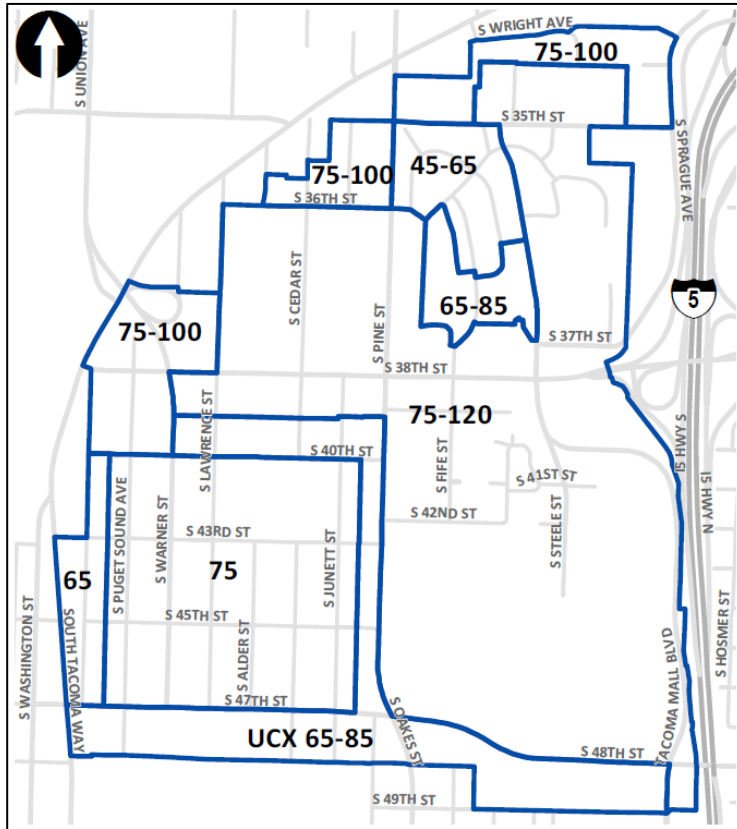 S WRIGHT AVE
75-100
S UNION AVE
S 35TH ST
S SPRAGUE AVE
75-100
45-65
S 36TH ST
S CEDAR ST
65-85
5
S PINE ST
75-100
S 37TH ST
S 38TH ST
S LAWRENCE ST
75-120
S FIFE ST
I5 HWY S
I5 HWY N
S 40TH ST
S 41ST ST
S PUGET SOUND AVE
S WARNER ST
S 42ND ST
S STEELE ST
S 43RD ST
S JUNETT ST
65
75
S WASHINGTON ST
SOUTH TACOMA WAY
S 45TH ST
S ALDER ST
TACOMA MALL BLVD
S HOSMER ST
S 47TH ST
S OAKES ST
UCX 65-85
S 48TH ST
S 49TH ST